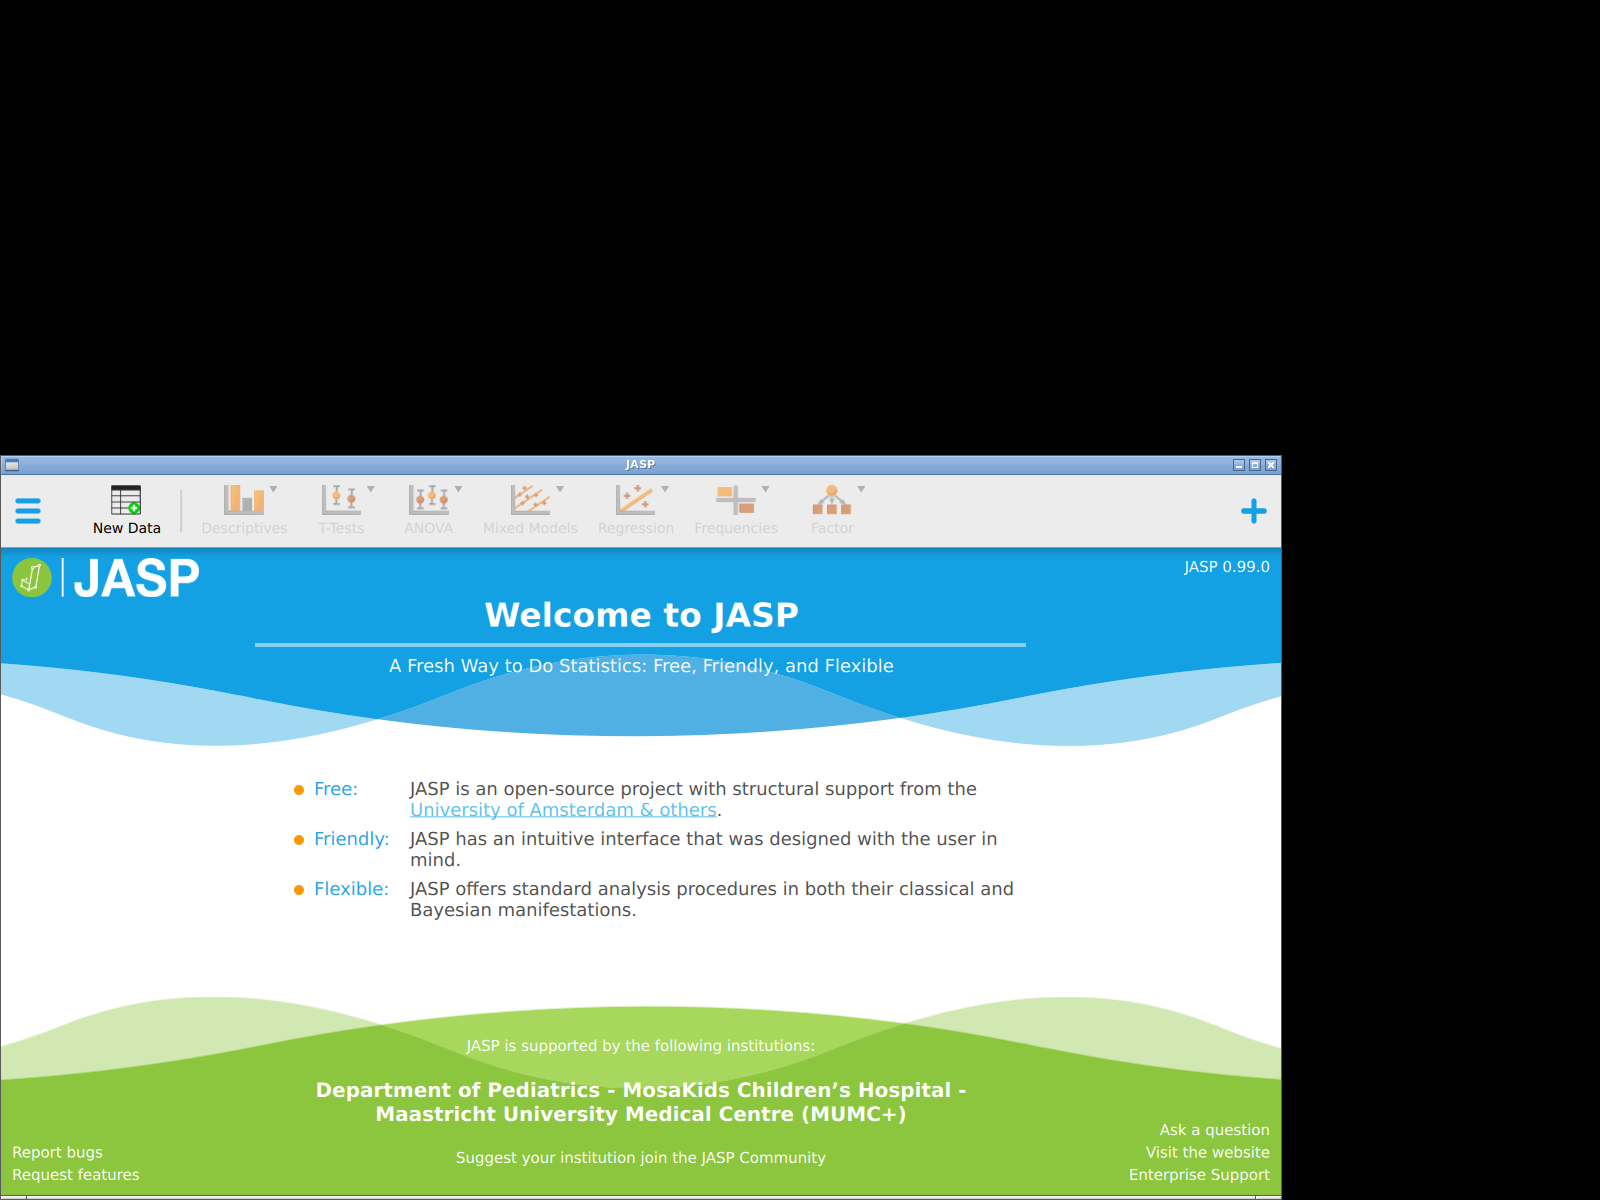 JASP
New Data
Descriptives
T-Tests
ANOVA
Mixed Models
Regression
Frequencies
Factor
JASP
JASP 0.99.0
Welcome to JASP
A Fresh Way to Do Statistics: Free, Friendly, and Flexible
Free: JASP is an open-source project with structural support from the
University of Amsterdam & others.
Friendly: JASP has an intuitive interface that was designed with the user in
mind.
Flexible: JASP offers standard analysis procedures in both their classical and
Bayesian manifestations.
JASP is supported by the following institutions:
Department of Pediatrics - MosaKids Children’s Hospital -
Maastricht University Medical Centre (MUMC+)
Suggest your institution join the JASP Community
Report bugs
Request features
Ask a question
Visit the website
Enterprise Support